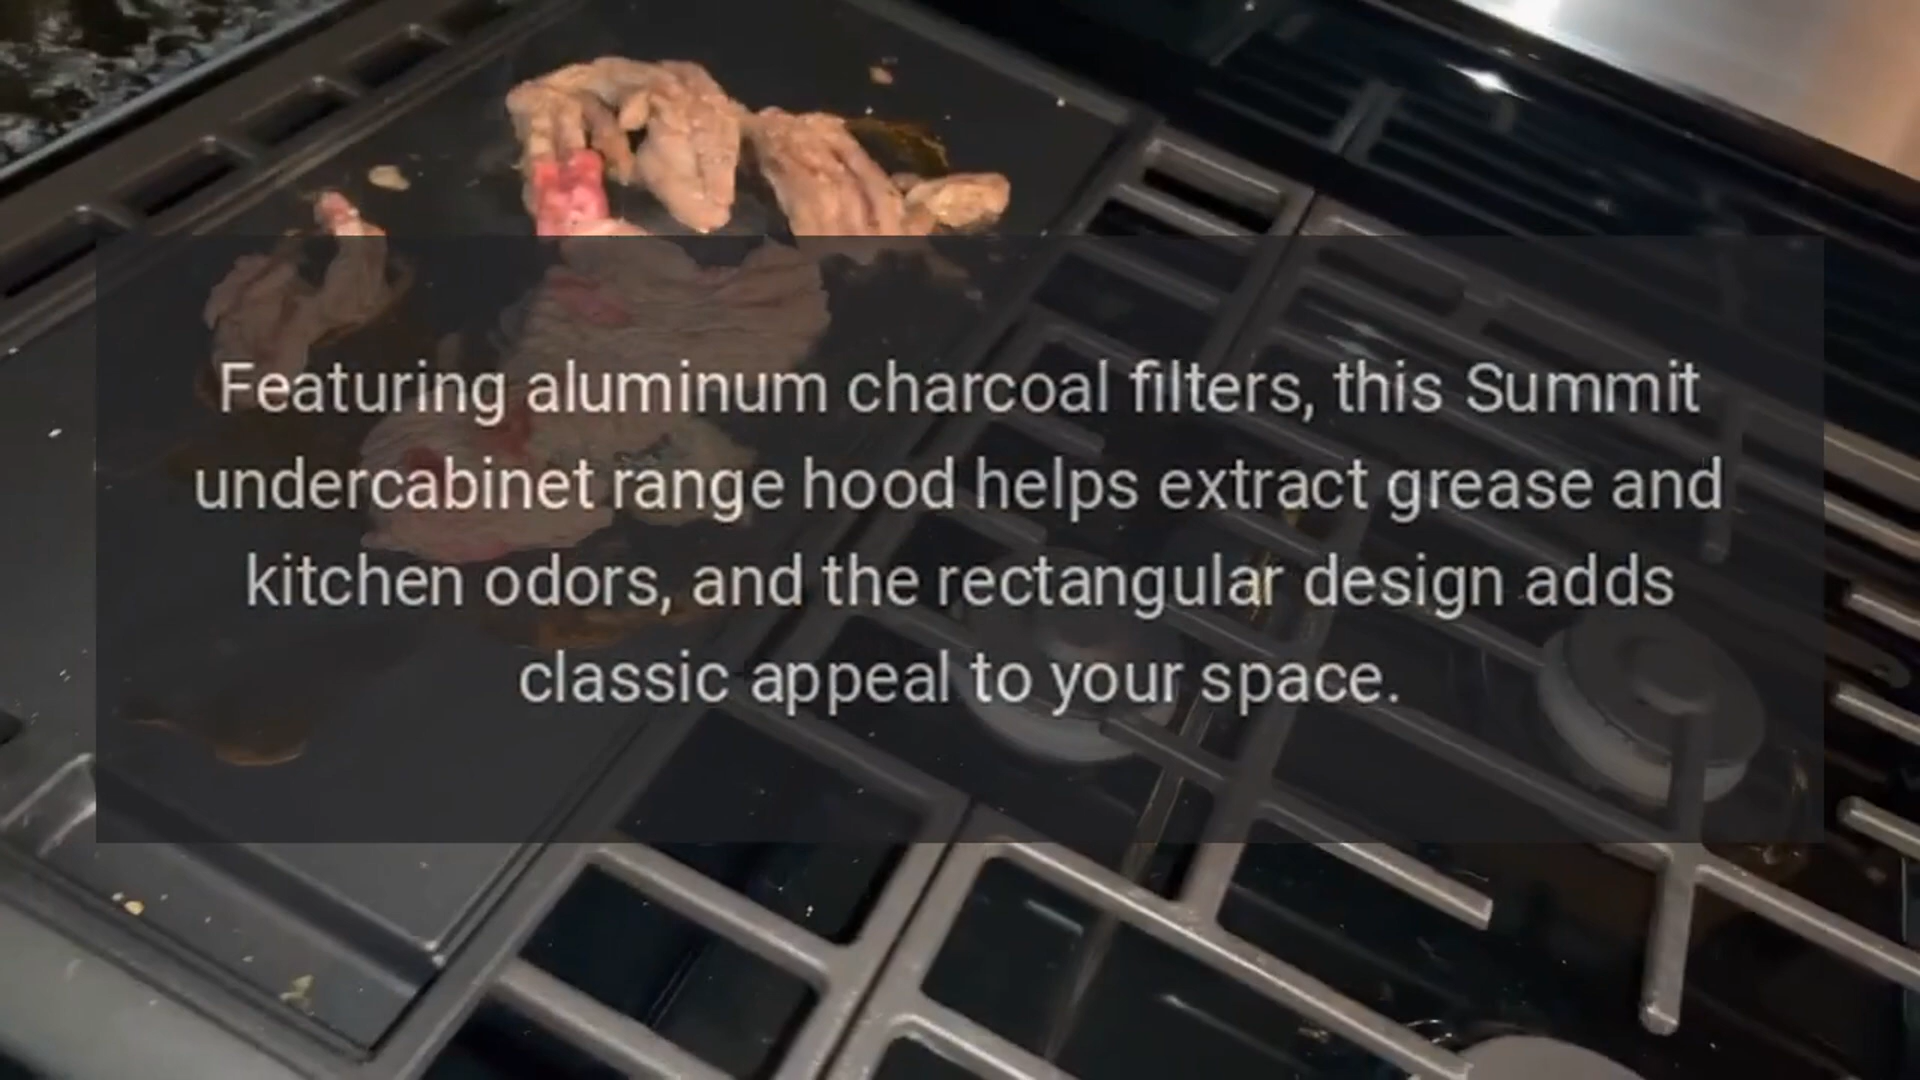 Featuring aluminum charcoal filters, this Summit
undercabinet range hood helps extract grease and
kitchen odors, and the rectangular design adds
classic appeal to your space.